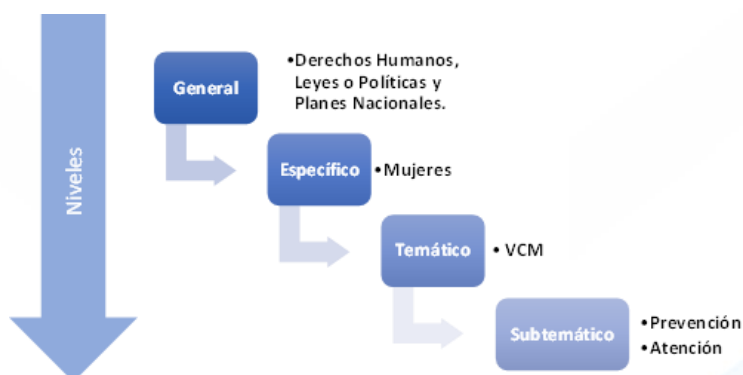 Niveles
General
•Derechos Humanos,
Leyes o Políticas y
Planes Nacionales.
Específico
•Mujeres
Temático
•VCM
Subtemático
•Prevención
•Atención